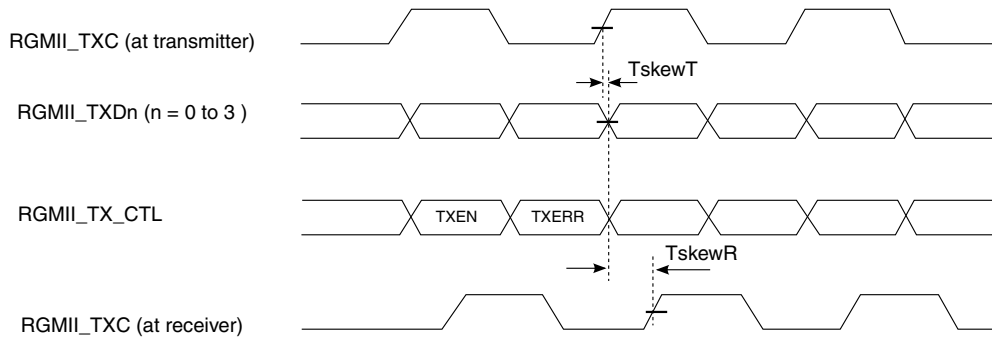 RGMII_TXC (at transmitter)
TskewT
RGMII_TXDn (n = 0 to 3 )
RGMII_TX_CTL
TXEN
TXERR
TskewR
RGMII_TXC (at receiver)